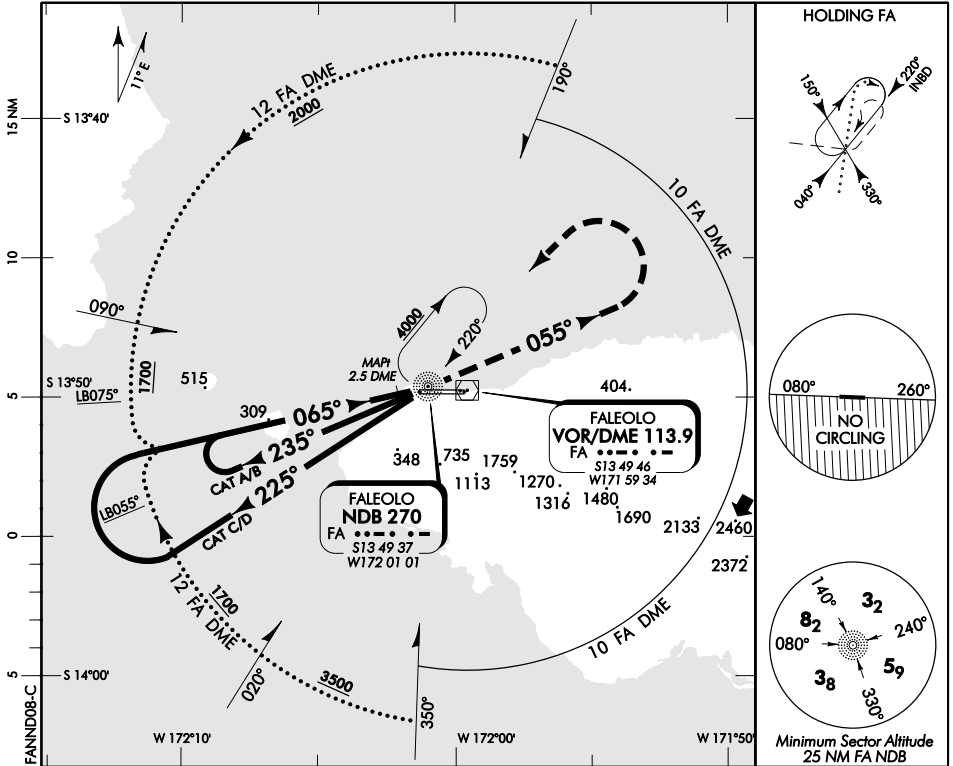 HOLDING FA
150°
220°
INBD
040°
330°
11° E
12 FA DME
2000
190°
15 NM
S 13°40'
10 FA DME
10
090°
4000
220°
055°
MAPt
2.5 DME
1700
S 13°50'
LB075°
515
5
309
065°
235°
CAT A/B
225°
CAT C/D
LB055°
404
FALEOLO
VOR/DME 113.9
FA
S13 49 46
W171 59 34
348
735
1759
1113
1270
1316
1480
1690
2133
2460
2372
FALEOLO
NDB 270
FA
S13 49 37
W172 01 01
0
1700
12 FA DME
10 FA DME
020°
3500
350°
5
S 14°00'
W 172°10'
W 172°00'
W 171°50'
FANND08-C
080°
260°
NO
CIRCLING
140°
32
82
080°
240°
38
59
330°
Minimum Sector Altitude
25 NM FA NDB